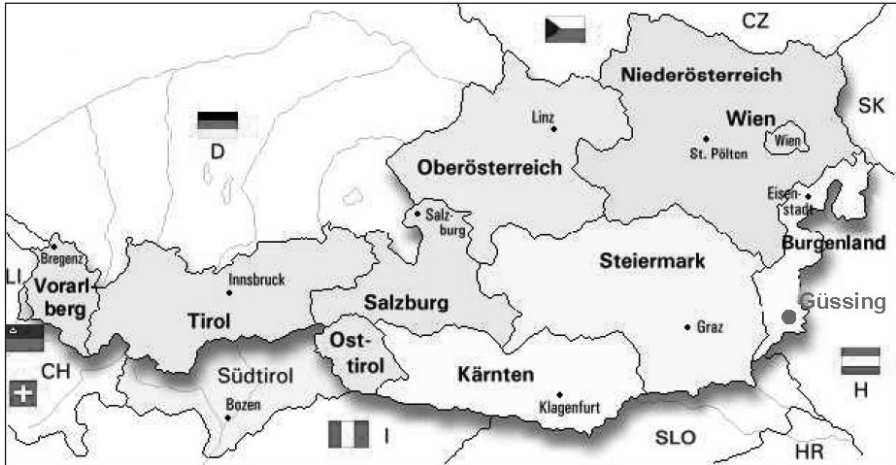 CZ
Niederösterreich
SK
D
Linz
Wien
Wien
St. Pölten
Oberösterreich
Eisen-
stadt
Salz-
burg
Burgenland
Bregenz
LI
Vorarl-
berg
Innsbruck
Steiermark
Salzburg
Güssing
Tirol
Graz
Ost-
tirol
CH
Südtirol
Kärnten
H
Bozen
Klagenfurt
I
SLO
HR